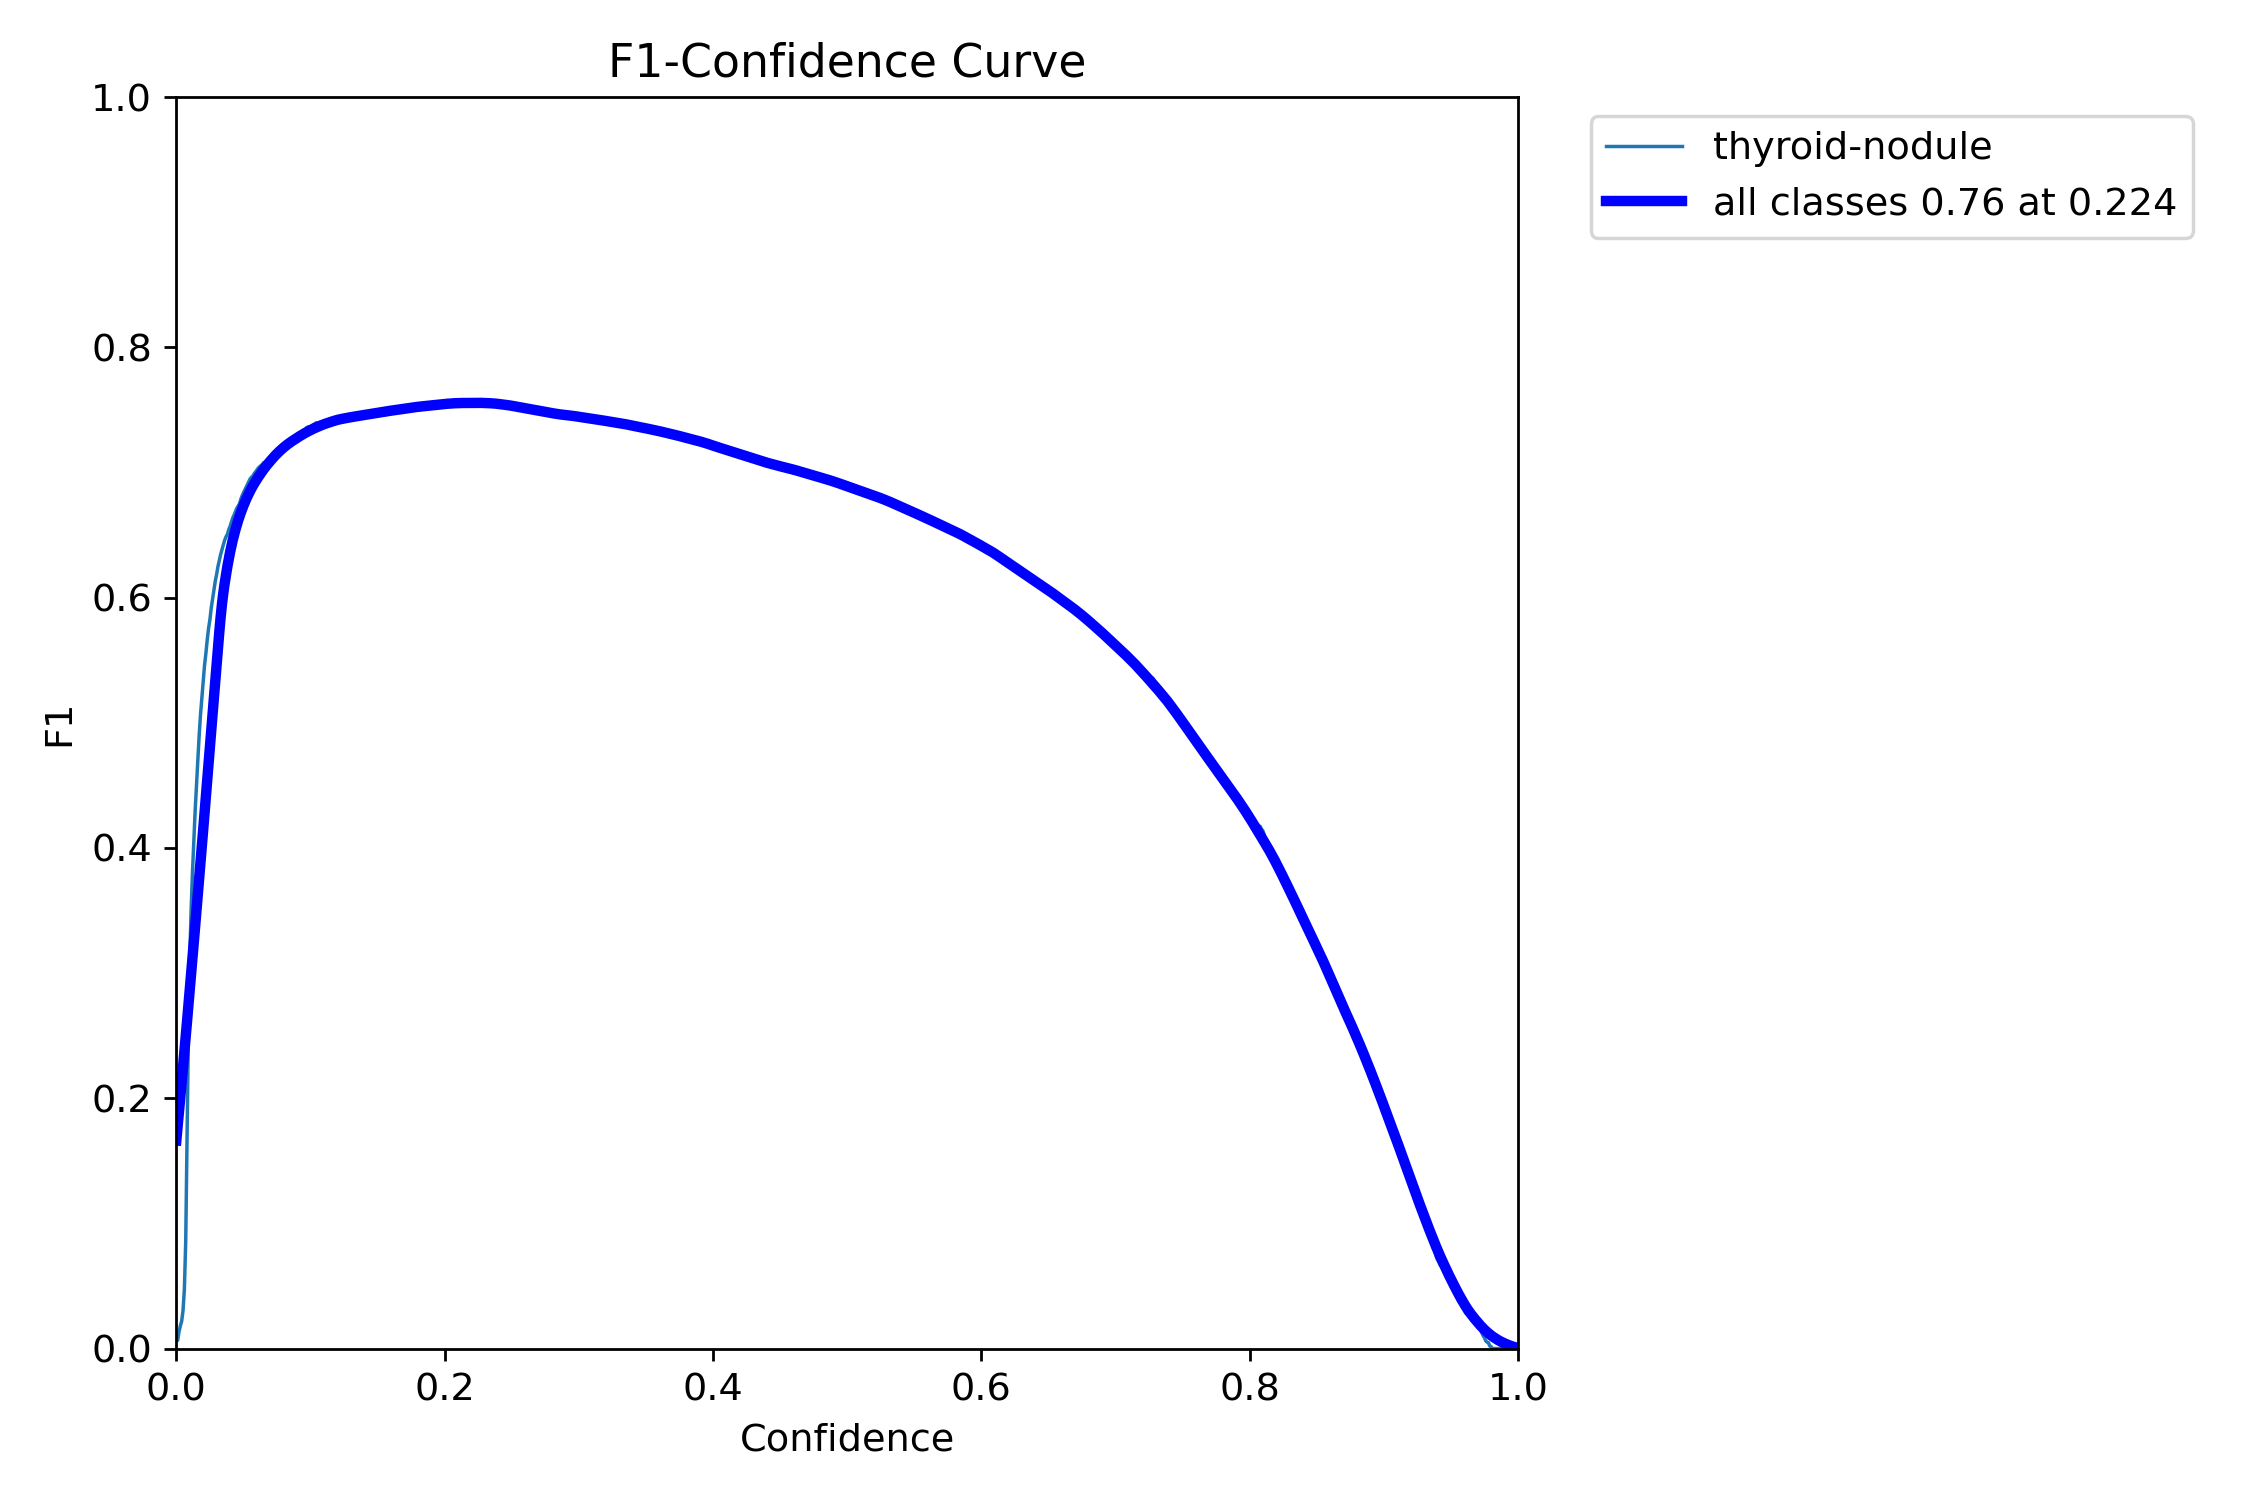 F1-Confidence Curve
thyroid-nodule
all classes 0.76 at 0.224
F1
1.0
0.8
0.6
0.4
0.2
0.0
0.0 0.2 0.4 0.6 0.8 1.0
Confidence